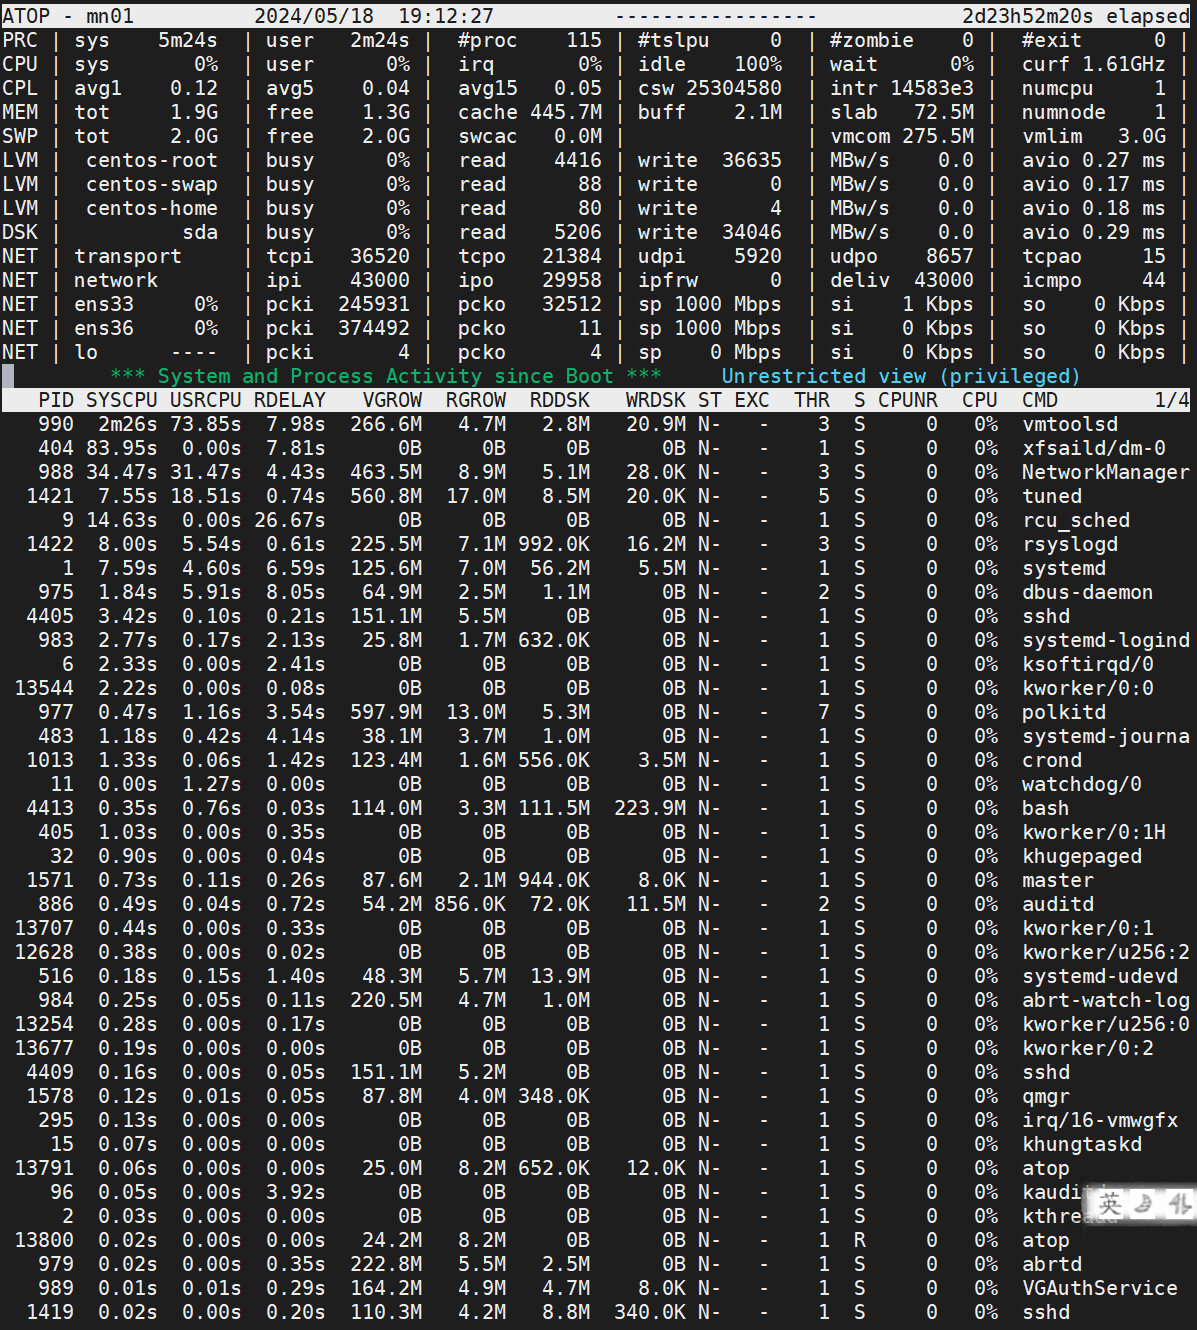 ATOP - mn01          2024/05/18  19:12:27          -----------------            2d23h52m20s elapsed
PRC | sys    5m24s  | user   2m24s |  #proc    115 | #tslpu     0  | #zombie    0 |  #exit       0 |
CPU | sys       0%  | user      0% |  irq       0% | idle    100%  | wait      0% |  curf 1.61GHz |
CPL | avg1    0.12  | avg5    0.04 |  avg15   0.05 | csw 25304580  | intr 14583e3 |  numcpu      1 |
MEM | tot     1.9G  | free    1.3G |  cache 445.7M | buff    2.1M  | slab   72.5M |  numnode     1 |
SWP | tot     2.0G  | free    2.0G |  swcac   0.0M |               | vmcom 275.5M |  vmlim   3.0G |
LVM |  centos-root  | busy      0% |  read    4416 | write  36635  | MBw/s    0.0 |  avio 0.27 ms |
LVM |  centos-swap  | busy      0% |  read      88 | write      0  | MBw/s    0.0 |  avio 0.17 ms |
LVM |  centos-home  | busy      0% |  read      80 | write      4  | MBw/s    0.0 |  avio 0.18 ms |
DSK |          sda  | busy      0% |  read    5206 | write  34046  | MBw/s    0.0 |  avio 0.29 ms |
NET | transport     | tcpi   36520 |  tcpo   21384 | udpi    5920  | udpo    8657 |  tcpao      15 |
NET | network       | ipi    43000 |  ipo    29958 | ipfrw      0  | deliv  43000 |  icmpo      44 |
NET | ens33     0%  | pcki  245931 |  pcko   32512 | sp 1000 Mbps  | si    1 Kbps |  so    0 Kbps |
NET | ens36     0%  | pcki  374492 |  pcko      11 | sp 1000 Mbps  | si    0 Kbps |  so    0 Kbps |
NET | lo      ----  | pcki       4 |  pcko       4 | sp    0 Mbps  | si    0 Kbps |  so    0 Kbps |
*** System and Process Activity since Boot ***     Unrestricted view (privileged)
PID SYSCPU USRCPU RDELAY   VGROW  RGROW  RDDSK   WRDSK ST EXC  THR  S CPUNR  CPU  CMD        1/4
990  2m26s 73.85s  7.98s  266.6M   4.7M   2.8M   20.9M N-   -    3  S     0   0%  vmtoolsd
404 83.95s  0.00s  7.81s      0B     0B     0B      0B N-   -    1  S     0   0%  xfsaild/dm-0
988 34.47s 31.47s  4.43s  463.5M   8.9M   5.1M   28.0K N-   -    3  S     0   0%  NetworkManager
1421  7.55s 18.51s  0.74s  560.8M  17.0M   8.5M   20.0K N-   -    5  S     0   0%  tuned
9 14.63s  0.00s 26.67s      0B     0B     0B      0B N-   -    1  S     0   0%  rcu_sched
1422  8.00s  5.54s  0.61s  225.5M   7.1M 992.0K   16.2M N-   -    3  S     0   0%  rsyslogd
1  7.59s  4.60s  6.59s  125.6M   7.0M  56.2M    5.5M N-   -    1  S     0   0%  systemd
975  1.84s  5.91s  8.05s   64.9M   2.5M   1.1M      0B N-   -    2  S     0   0%  dbus-daemon
4405  3.42s  0.10s  0.21s  151.1M   5.5M     0B      0B N-   -    1  S     0   0%  sshd
983  2.77s  0.17s  2.13s   25.8M   1.7M 632.0K      0B N-   -    1  S     0   0%  systemd-logind
6  2.33s  0.00s  2.41s      0B     0B     0B      0B N-   -    1  S     0   0%  ksoftirqd/0
13544  2.22s  0.00s  0.08s      0B     0B     0B      0B N-   -    1  S     0   0%  kworker/0:0
977  0.47s  1.16s  3.54s  597.9M  13.0M   5.3M      0B N-   -    7  S     0   0%  polkitd
483  1.18s  0.42s  4.14s   38.1M   3.7M   1.0M      0B N-   -    1  S     0   0%  systemd-journa
1013  1.33s  0.06s  1.42s  123.4M   1.6M 556.0K    3.5M N-   -    1  S     0   0%  crond
11  0.00s  1.27s  0.00s      0B     0B     0B      0B N-   -    1  S     0   0%  watchdog/0
4413  0.35s  0.76s  0.03s  114.0M   3.3M 111.5M  223.9M N-   -    1  S     0   0%  bash
405  1.03s  0.00s  0.35s      0B     0B     0B      0B N-   -    1  S     0   0%  kworker/0:1H
32  0.90s  0.00s  0.04s      0B     0B     0B      0B N-   -    1  S     0   0%  khugepaged
1571  0.73s  0.11s  0.26s   87.6M   2.1M 944.0K    8.0K N-   -    1  S     0   0%  master
886  0.49s  0.04s  0.72s   54.2M 856.0K  72.0K   11.5M N-   -    2  S     0   0%  auditd
13707  0.44s  0.00s  0.33s      0B     0B     0B      0B N-   -    1  S     0   0%  kworker/0:1
12628  0.38s  0.00s  0.02s      0B     0B     0B      0B N-   -    1  S     0   0%  kworker/u256:2
516  0.18s  0.15s  1.40s   48.3M   5.7M  13.9M      0B N-   -    1  S     0   0%  systemd-udevd
984  0.25s  0.05s  0.11s  220.5M   4.7M   1.0M      0B N-   -    1  S     0   0%  abrt-watch-log
13254  0.28s  0.00s  0.17s      0B     0B     0B      0B N-   -    1  S     0   0%  kworker/u256:0
13677  0.19s  0.00s  0.00s      0B     0B     0B      0B N-   -    1  S     0   0%  kworker/0:2
4409  0.16s  0.00s  0.05s  151.1M   5.2M     0B      0B N-   -    1  S     0   0%  sshd
1578  0.12s  0.01s  0.05s   87.8M   4.0M 348.0K      0B N-   -    1  S     0   0%  qmgr
295  0.13s  0.00s  0.00s      0B     0B     0B      0B N-   -    1  S     0   0%  irq/16-vmwgfx
15  0.07s  0.00s  0.00s      0B     0B     0B      0B N-   -    1  S     0   0%  khungtaskd
13791  0.06s  0.00s  0.00s   25.0M   8.2M 652.0K   12.0K N-   -    1  S     0   0%  atop
96  0.05s  0.00s  3.92s      0B     0B     0B      0B N-   -    1  S     0   0%
英
2  0.03s  0.00s  0.00s      0B     0B     0B      0B N-   -    1  S     0   0%  kthreadd
13800  0.02s  0.00s  0.00s   24.2M   8.2M     0B      0B N-   -    1  R     0   0%  atop
979  0.02s  0.00s  0.35s  222.8M   5.5M   2.5M      0B N-   -    1  S     0   0%  abrtd
989  0.01s  0.01s  0.29s  164.2M   4.9M   4.7M    8.0K N-   -    1  S     0   0%  VGAuthService
1419  0.02s  0.00s  0.20s  110.3M   4.2M   8.8M  340.0K N-   -    1  S     0   0%  sshd